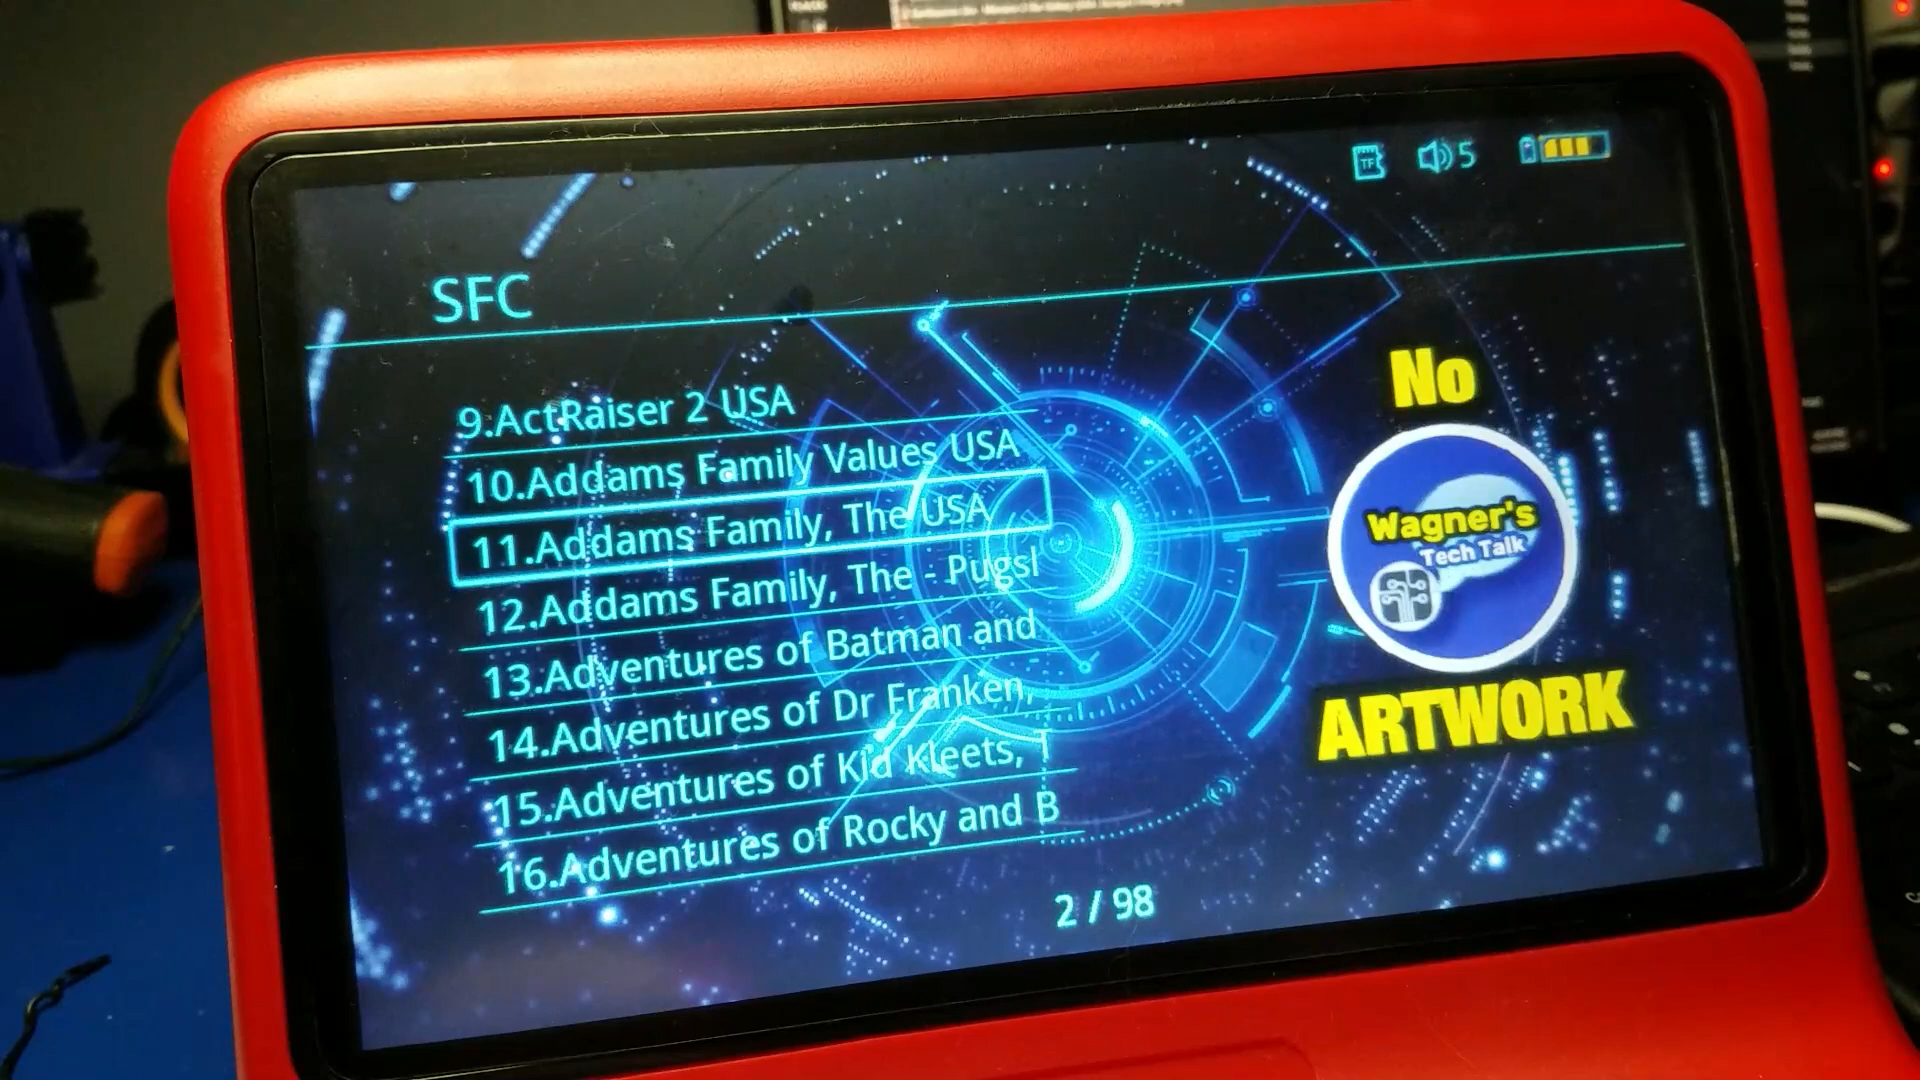 TF
5
SFC
9.ActRaiser 2 USA
10.Addams Family Values USA
11.Addams Family, The USA
12.Addams Family, The - Pugsl
13.Adventures of Batman and
14.Adventures of Dr Franken,
15.Adventures of Kid Kleets, T
16.Adventures of Rocky and B
2 / 98
No
Wagner's
Tech Talk
ARTWORK